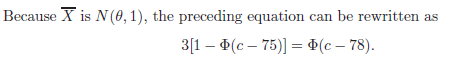 Because X̅ is N(θ, 1), the preceding equation can be rewritten as
3[1 − Φ(c − 75)] = Φ(c − 78).